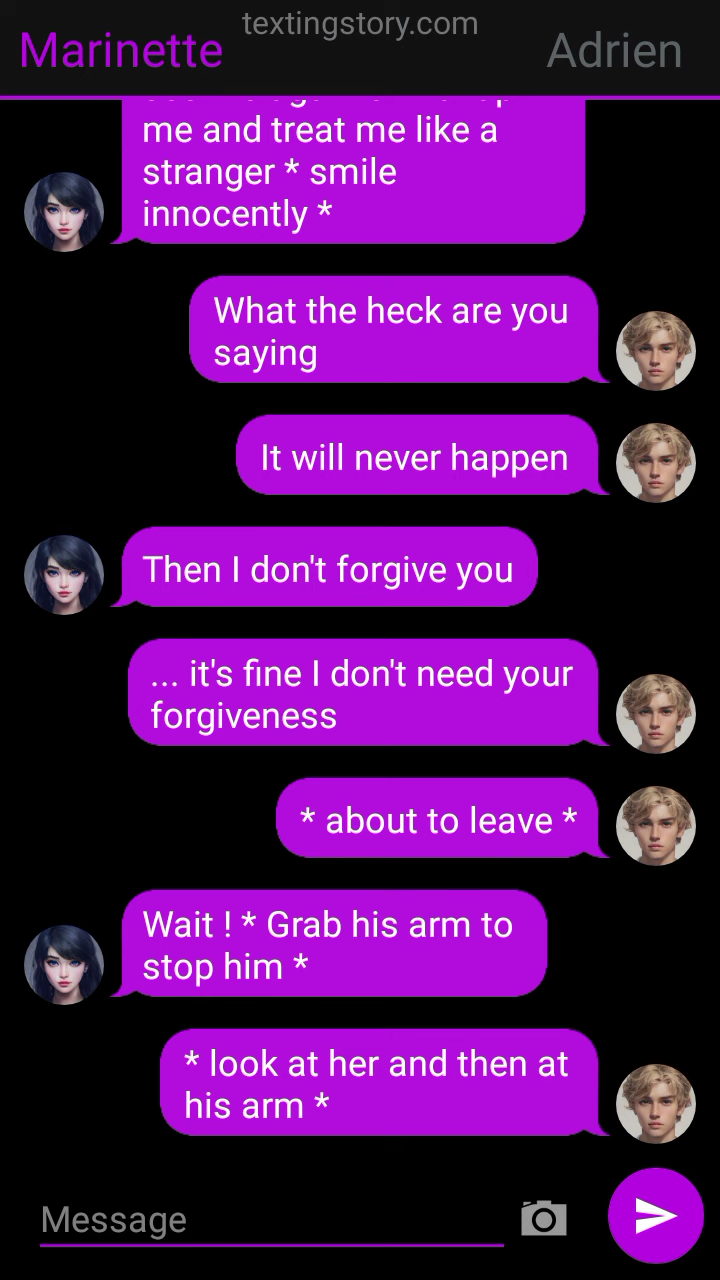 textingstory.com
Marinette
Adrien
me and treat me like a
stranger * smile
innocently *
What the heck are you
saying
It will never happen
Then I don't forgive you
... it's fine I don't need your
forgiveness
* about to leave *
Wait ! * Grab his arm to
stop him *
* look at her and then at
his arm *
Message